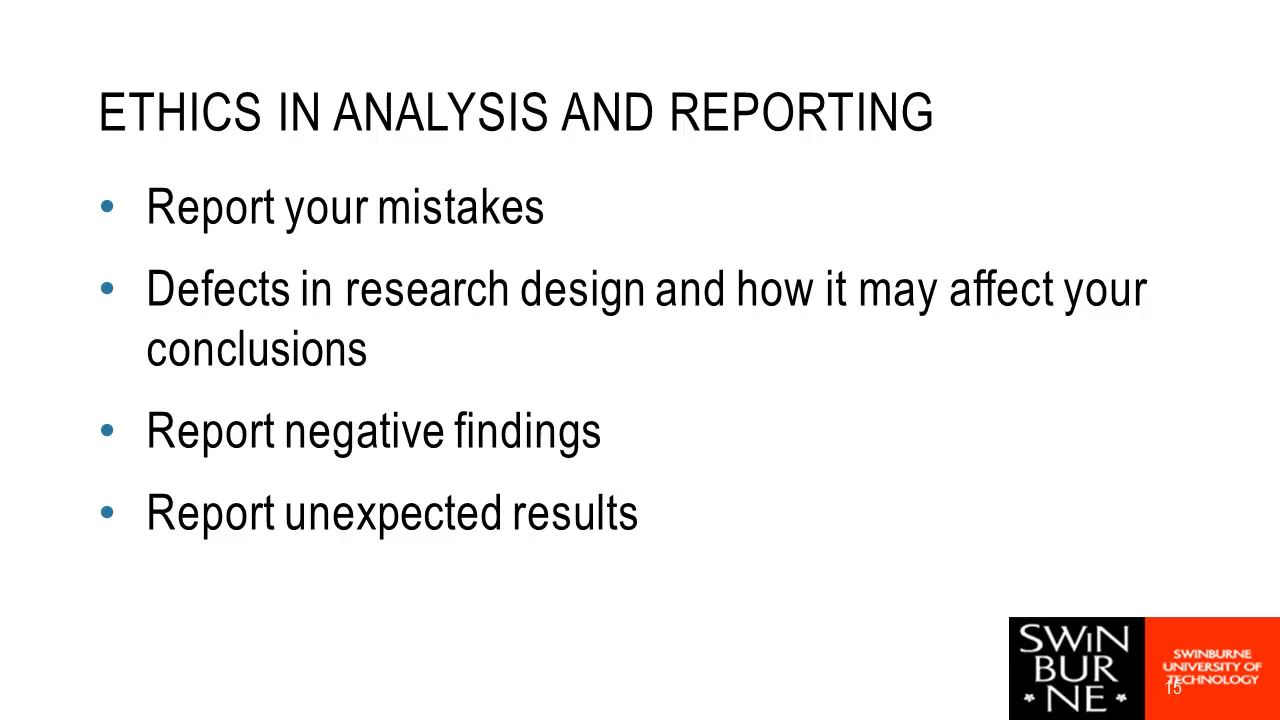 ETHICS IN ANALYSIS AND REPORTING
• Report your mistakes
• Defects in research design and how it may affect your
conclusions
• Report negative findings
• Report unexpected results
SWIN
BUR
* NE *
SWINBURNE
UNIVERSITY OF
TECHNOLOGY
15